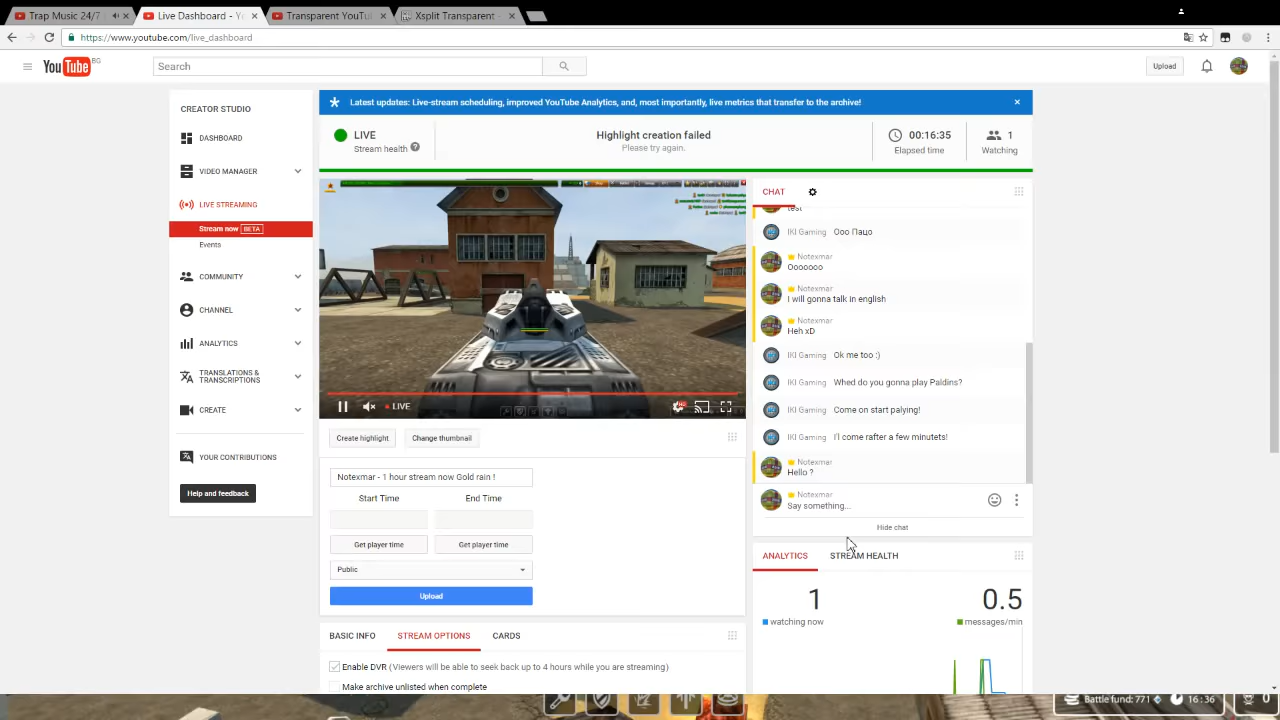 Trap Music 24/7
Live Dashboard - Yo
Transparent YouTu
Xsplit Transparent -
https://www.youtube.com/live_dashboard
YouTube BG
Search
Upload
CREATOR STUDIO
DASHBOARD
VIDEO MANAGER
LIVE STREAMING
Stream now BETA
Events
COMMUNITY
CHANNEL
ANALYTICS
TRANSLATIONS &
TRANSCRIPTIONS
CREATE
YOUR CONTRIBUTIONS
Help and feedback
Latest updates: Live-stream scheduling, improved YouTube Analytics, and, most importantly, live metrics that transfer to the archive!
LIVE
Stream health
Highlight creation failed
Please try again.
00:16:35
Elapsed time
1
Watching
LIVE
Create highlight
Change thumbnail
Notexmar - 1 hour stream now Gold rain !
Start Time
End Time
Get player time
Get player time
Public
Upload
BASIC INFO
STREAM OPTIONS
CARDS
Enable DVR (Viewers will be able to seek back up to 4 hours while you are streaming)
Make archive unlisted when complete
CHAT
test
IKI Gaming Ооо Пацо
Notexmar
Ooooooo
Notexmar
I will gonna talk in english
Notexmar
Heh xD
IKI Gaming Ok me too :)
IKI Gaming Whed do you gonna play Paldins?
IKI Gaming Come on start palying!
IKI Gaming I'l come rafter a few minutets!
Notexmar
Hello ?
Notexmar
Say something...
Hide chat
ANALYTICS
STREAM HEALTH
1
watching now
0.5
messages/min
Battle fund: 771
16:36
0